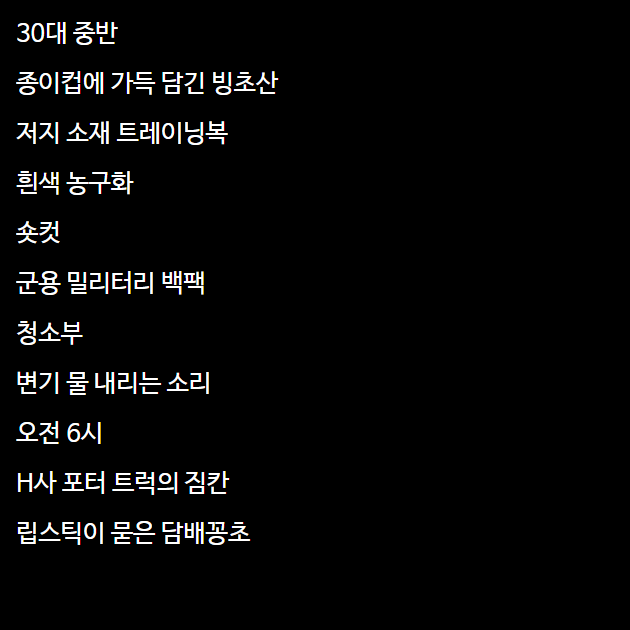 30대 중반
종이컵에 가득 담긴 빙초산
저지 소재 트레이닝복
흰색 농구화
숏컷
군용 밀리터리 백팩
청소부
변기 물 내리는 소리
오전 6시
H사 포터 트럭의 짐칸
립스틱이 묻은 담배꽁초